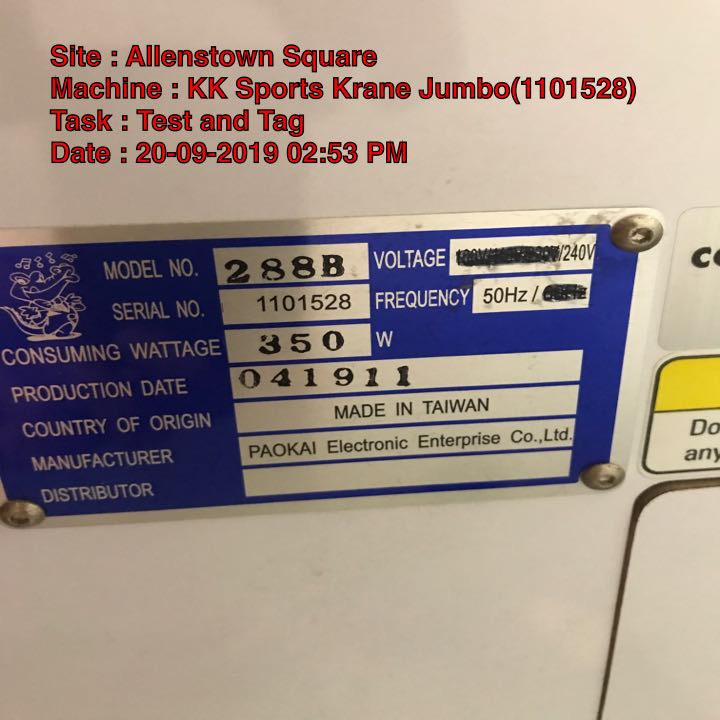 Site : Allenstown Square
Machine : KK Sports Krane Jumbo(1101528)
Task : Test and Tag
Date : 20-09-2019 02:53 PM
MODEL NO. 288B VOLTAGE /240V
SERIAL NO. 1101528 FREQUENCY 50Hz /
CONSUMING WATTAGE 350 W
PRODUCTION DATE 041911
COUNTRY OF ORIGIN MADE IN TAIWAN
MANUFACTURER PAOKAI Electronic Enterprise Co.,Ltd.
DISTRIBUTOR
Do
any